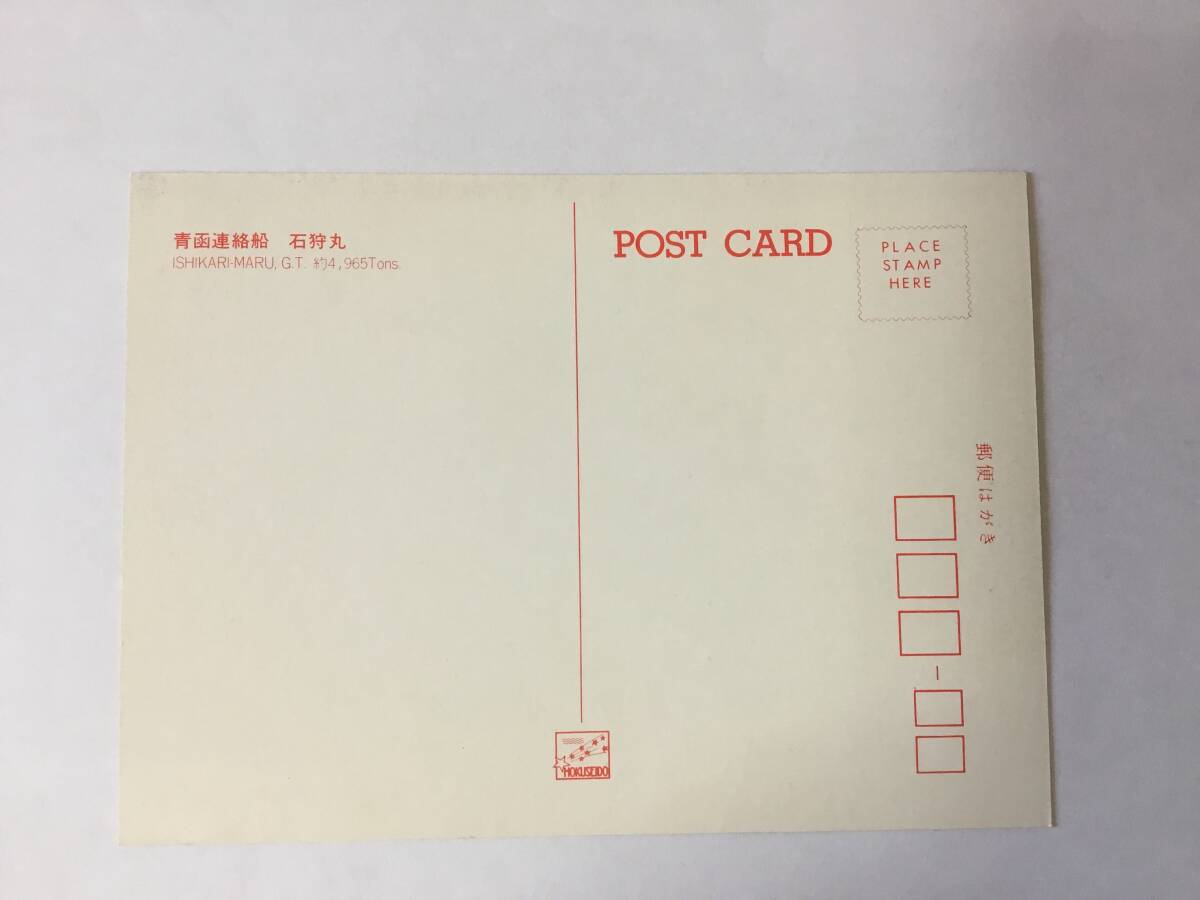 青函連絡船　石狩丸
ISHIKARI-MARU, G.T. 約4,965Tons.
POST CARD
PLACE
STAMP
HERE
郵便はがき
HOKUSEIDO